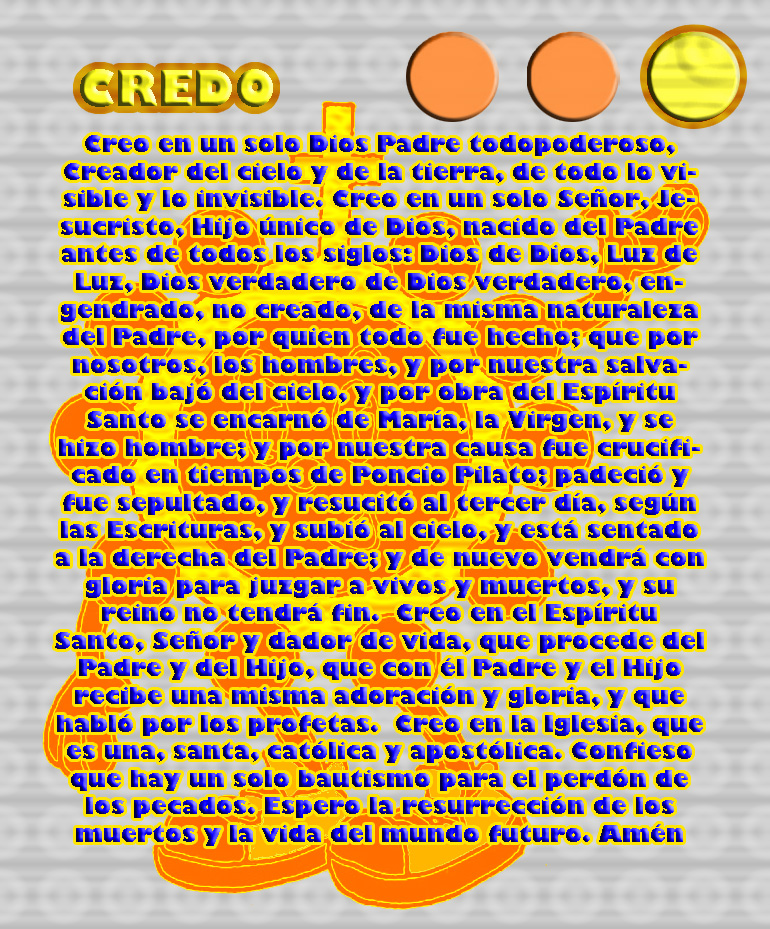 CREDO
Creo en un solo Dios Padre todopoderoso,
Creador del cielo y de la tierra, de todo lo vi-
sible y lo invisible. Creo en un solo Señor, Je-
sucristo, Hijo único de Dios, nacido del Padre
antes de todos los siglos: Dios de Dios, Luz de
Luz, Dios verdadero de Dios verdadero, en-
gendrado, no creado, de la misma naturaleza
del Padre, por quien todo fue hecho; que por
nosotros, los hombres, y por nuestra salva-
ción bajó del cielo, y por obra del Espíritu
Santo se encarnó de María, la Virgen, y se
hizo hombre; y por nuestra causa fue crucifi-
cado en tiempos de Poncio Pilato; padeció y
fue sepultado, y resucitó al tercer día, según
las Escrituras, y subió al cielo, y está sentado
a la derecha del Padre; y de nuevo vendrá con
gloria para juzgar a vivos y muertos, y su
reino no tendrá fin.  Creo en el Espíritu
Santo, Señor y dador de vida, que procede del
Padre y del Hijo, que con él Padre y el Hijo
recibe una misma adoración y gloria, y que
habló por los profetas.  Creo en la Iglesia, que
es una, santa, católica y apostólica. Confieso
que hay un solo bautismo para el perdón de
los pecados. Espero la resurrección de los
muertos y la vida del mundo futuro. Amén